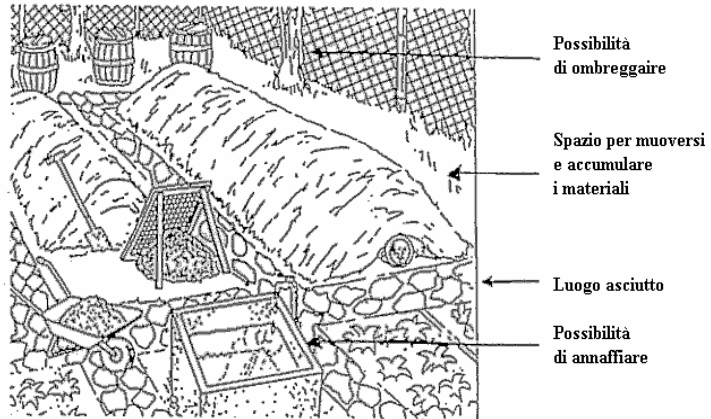 Possibilità
di ombreggaire
Spazio per muoversi
e accumulare
i materiali
Luogo asciutto
Possibilità
di annaffiare